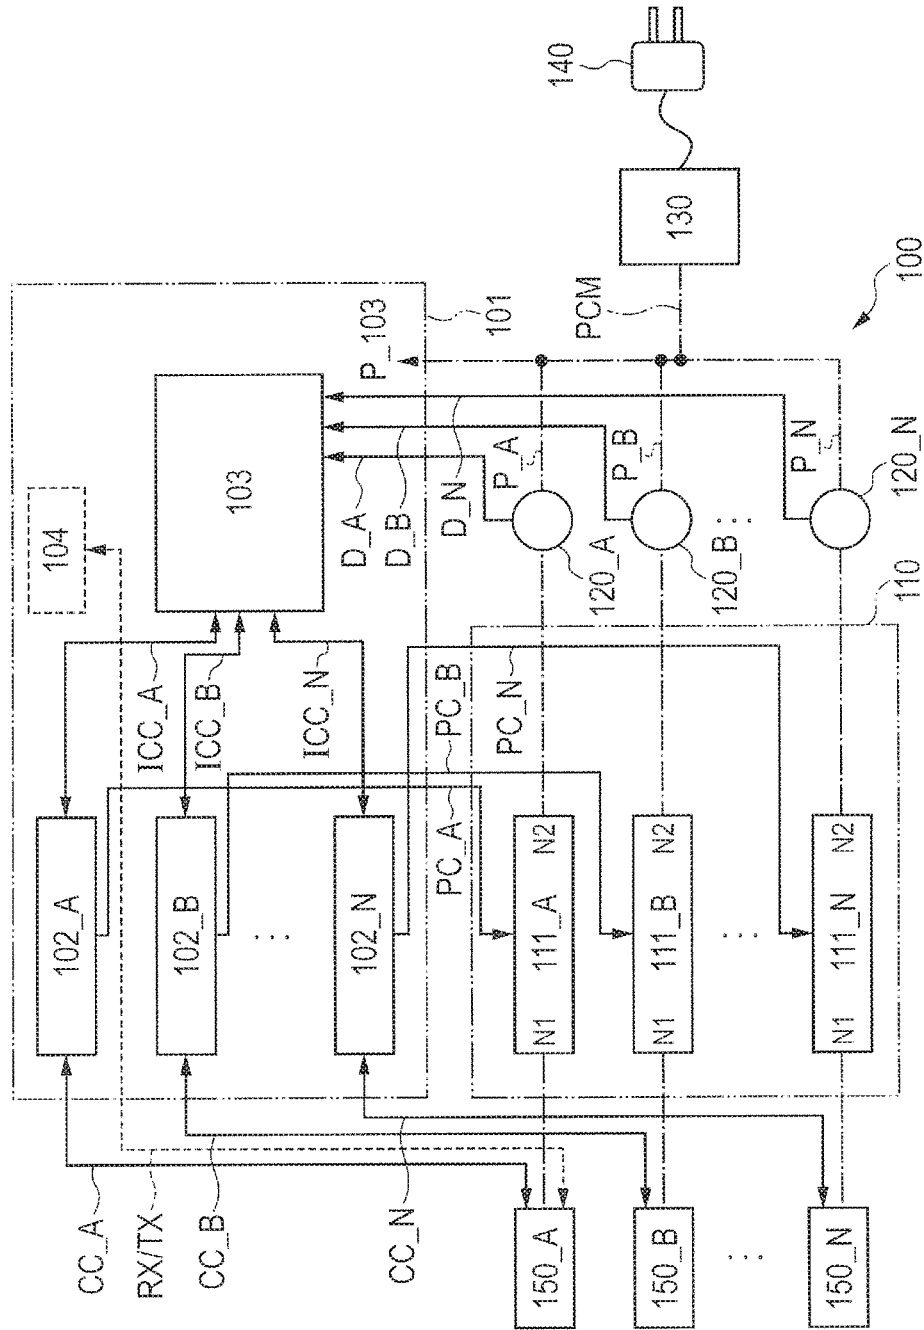 CC_A
RX/TX
CC_B
CC_N
150_A
150_B
...
150_N
102_A
102_B
...
102_N
104
103
ICC_A
ICC_B
ICC_N
101
PC_A
PC_B
PC_N
D_A
D_B
D_N
P_103
N1 111_A N2
N1 111_B N2
...
N1 111_N N2
110
120_A
120_B
...
120_N
P_A
P_B
P_N
PCM
130
140
100